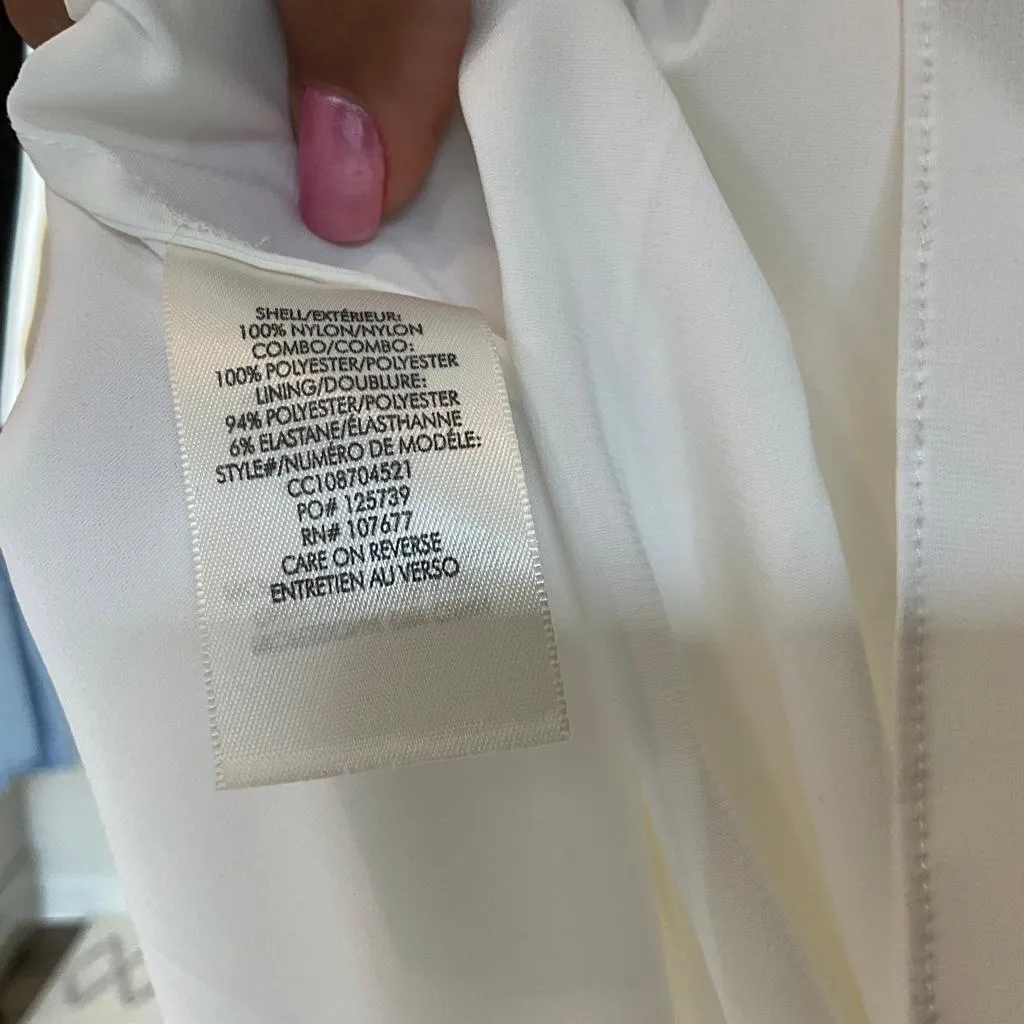 SHELL/EXTÉRIEUR:
100% NYLON/NYLON
COMBO/COMBO:
100% POLYESTER/POLYESTER
LINING/DOUBLURE:
94% POLYESTER/POLYESTER
6% ELASTANE/ÉLASTHANNE
STYLE#/NUMÉRO DE MODÉLE:
CC108704521
PO# 125739
RN# 107677
CARE ON REVERSE
ENTRETIEN AU VERSO